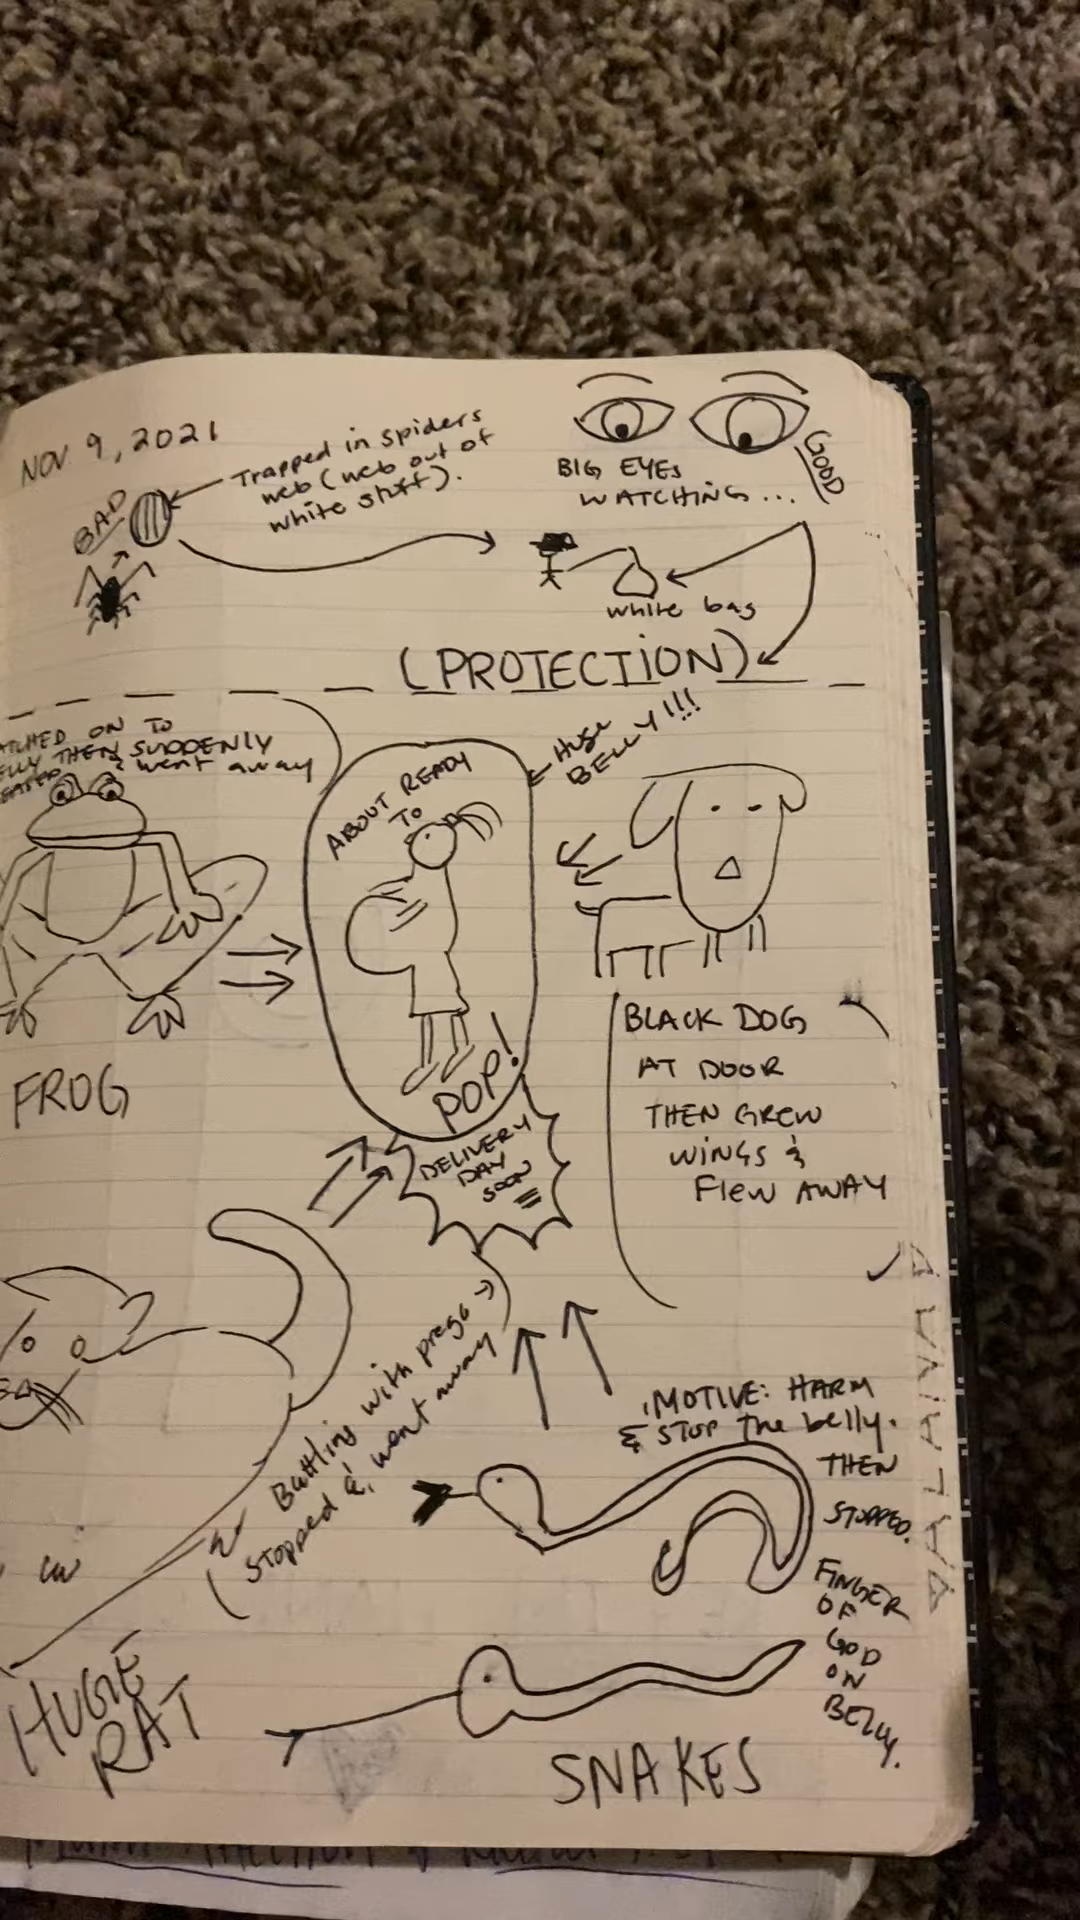 NOV 9, 2021
BAD
Trapped in spiders
web (web out of
white stuff).
BIG EYES
WATCHING...
GOOD
white bag
(PROTECTION)
ON TO
THEN SUDDENLY
& went away
FROG
ABOUT READY
TO
POP!
HUGE
BELLY!!!
DELIVERY
DAY
SOON
BLACK DOG
AT DOOR
THEN GREW
WINGS &
FLEW AWAY
Battling with prego
stopped & went away
HUGE
RAT
MOTIVE: HARM
& STOP The belly.
THEN
STOPPED.
FINGER
OF
GOD
ON
BELLY.
SNAKES